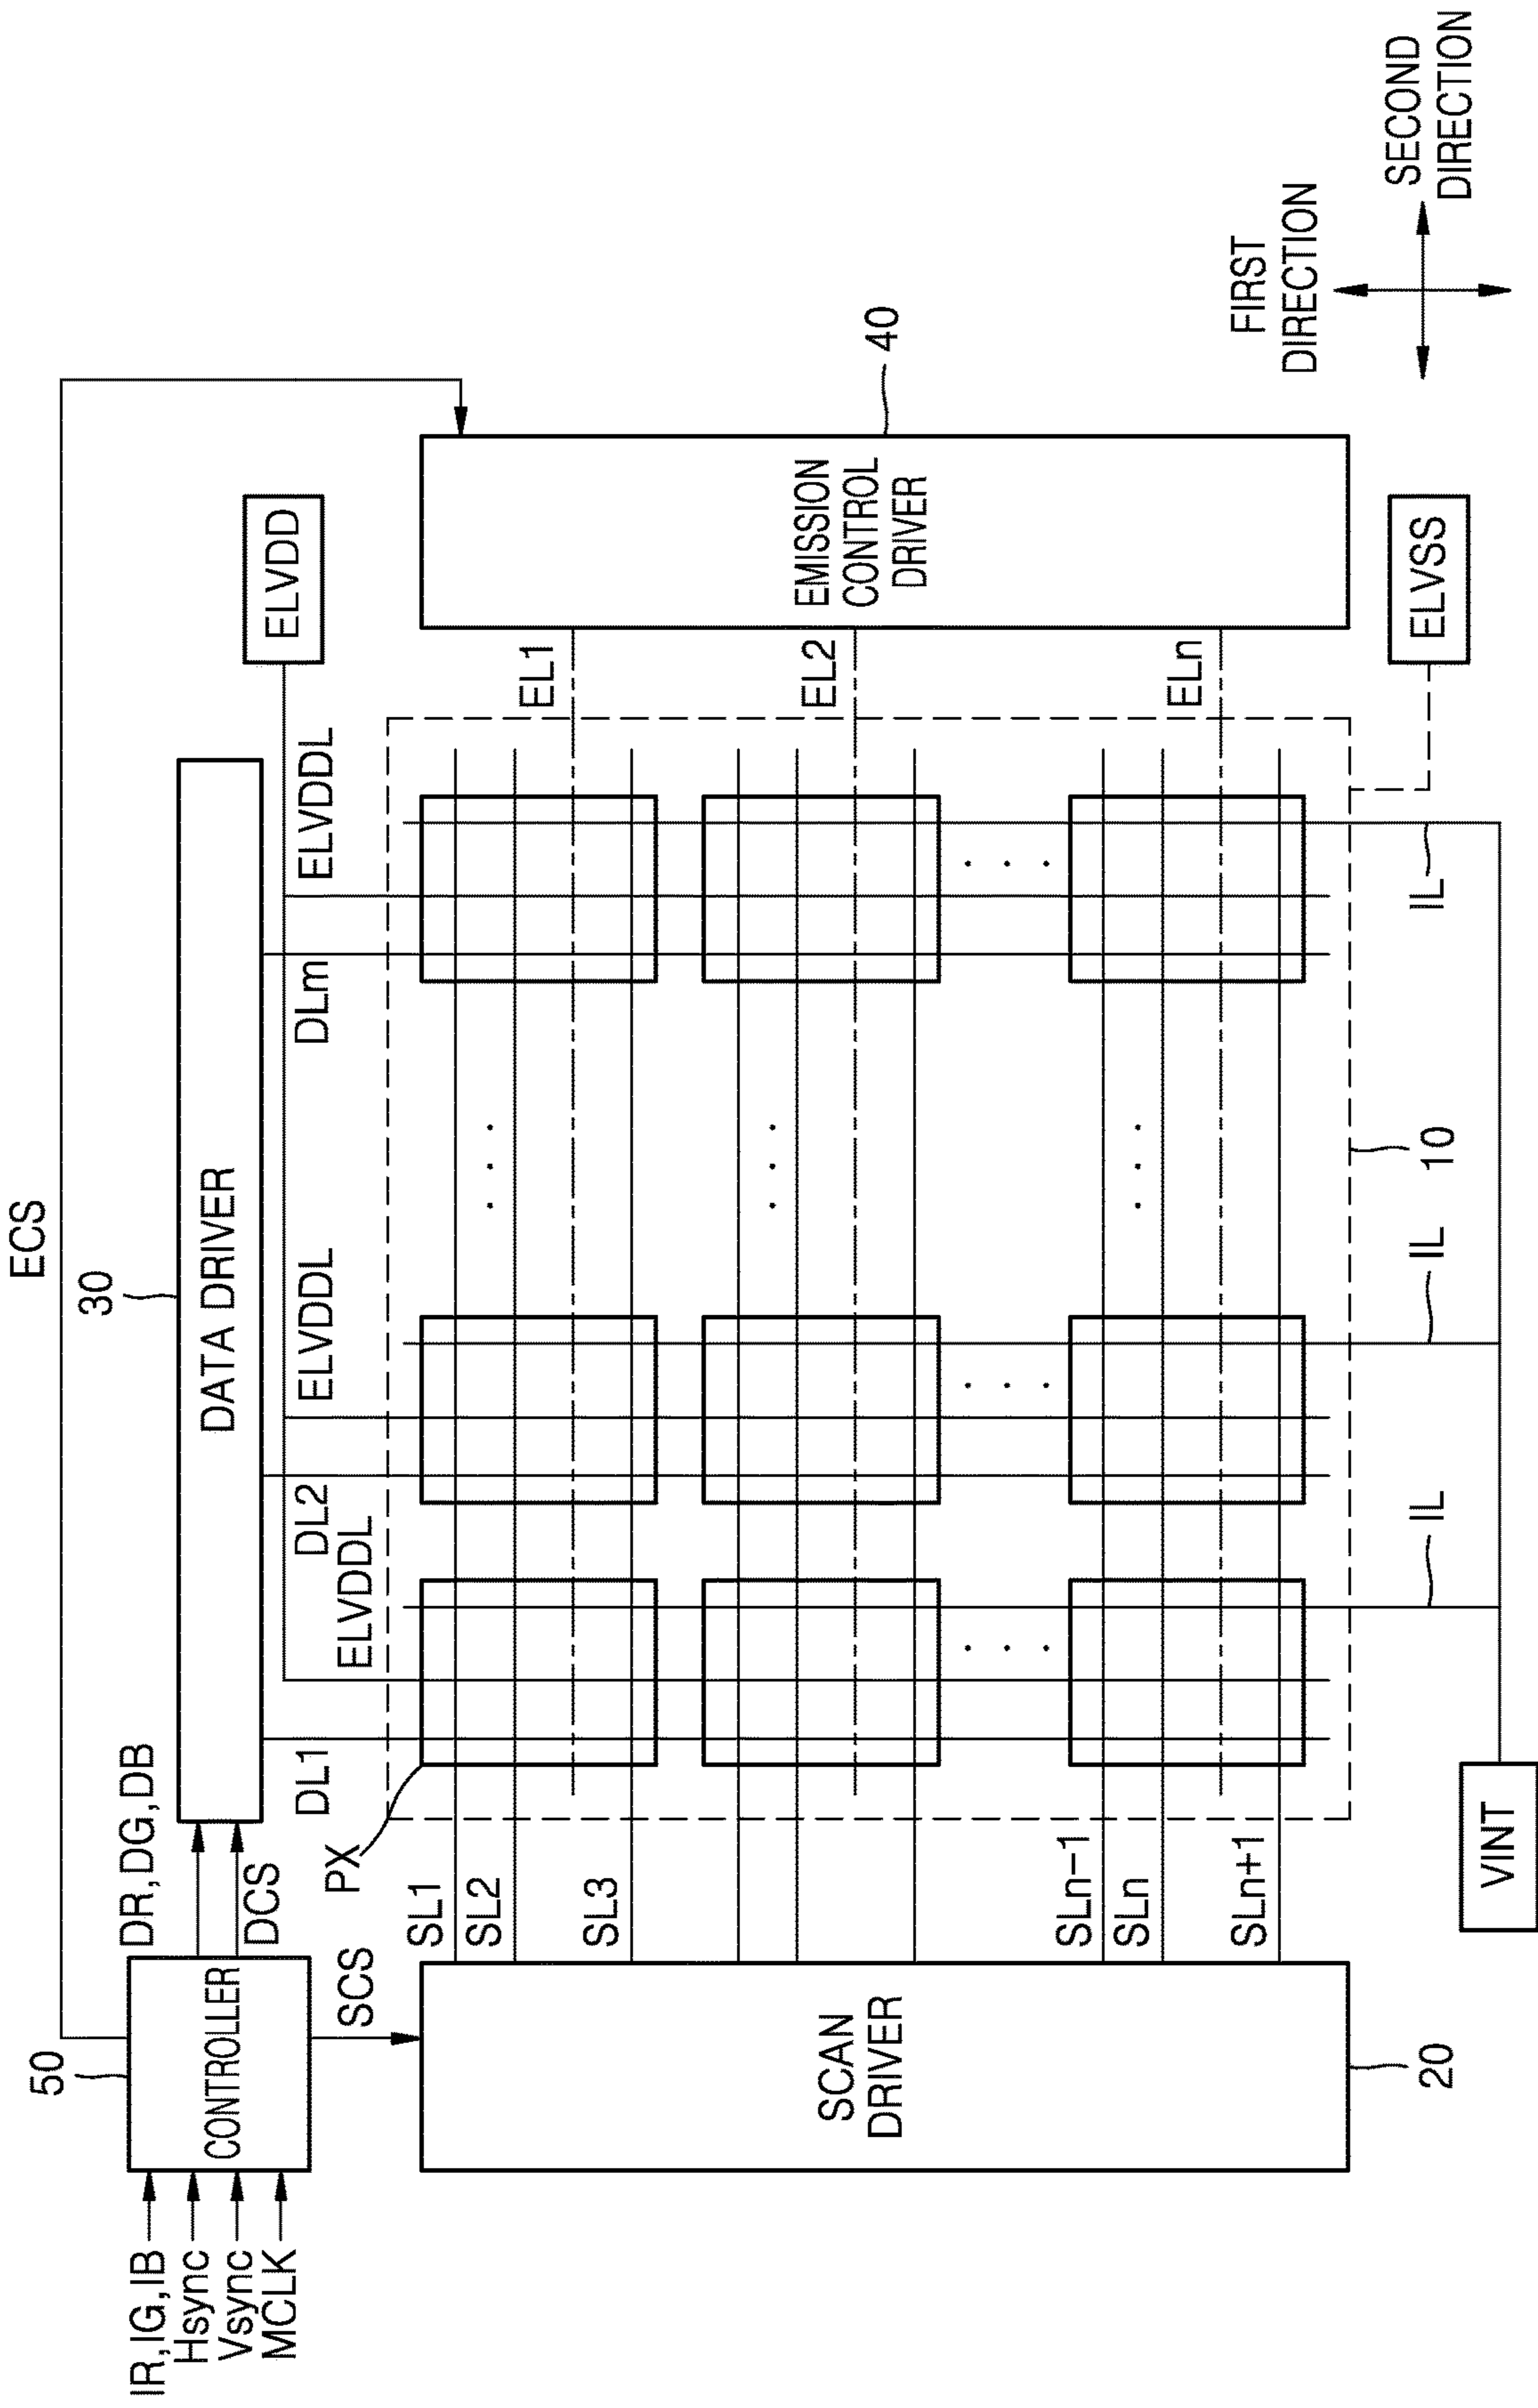 ECS
50
30
IR,IG,IB
Hsync
Vsync
MCLK
CONTROLLER
DR,DG,DB
DCS
DATA DRIVER
ELVDD
SCS
PX
DL1
ELVDDL
DL2
ELVDDL
DLm
ELVDDL
SL1
SL2
SL3
SLn−1
SLn
SLn+1
EL1
EL2
ELn
SCAN
DRIVER
EMISSION
CONTROL
DRIVER
40
20
10
IL
IL
IL
VINT
ELVSS
FIRST
DIRECTION
SECOND
DIRECTION